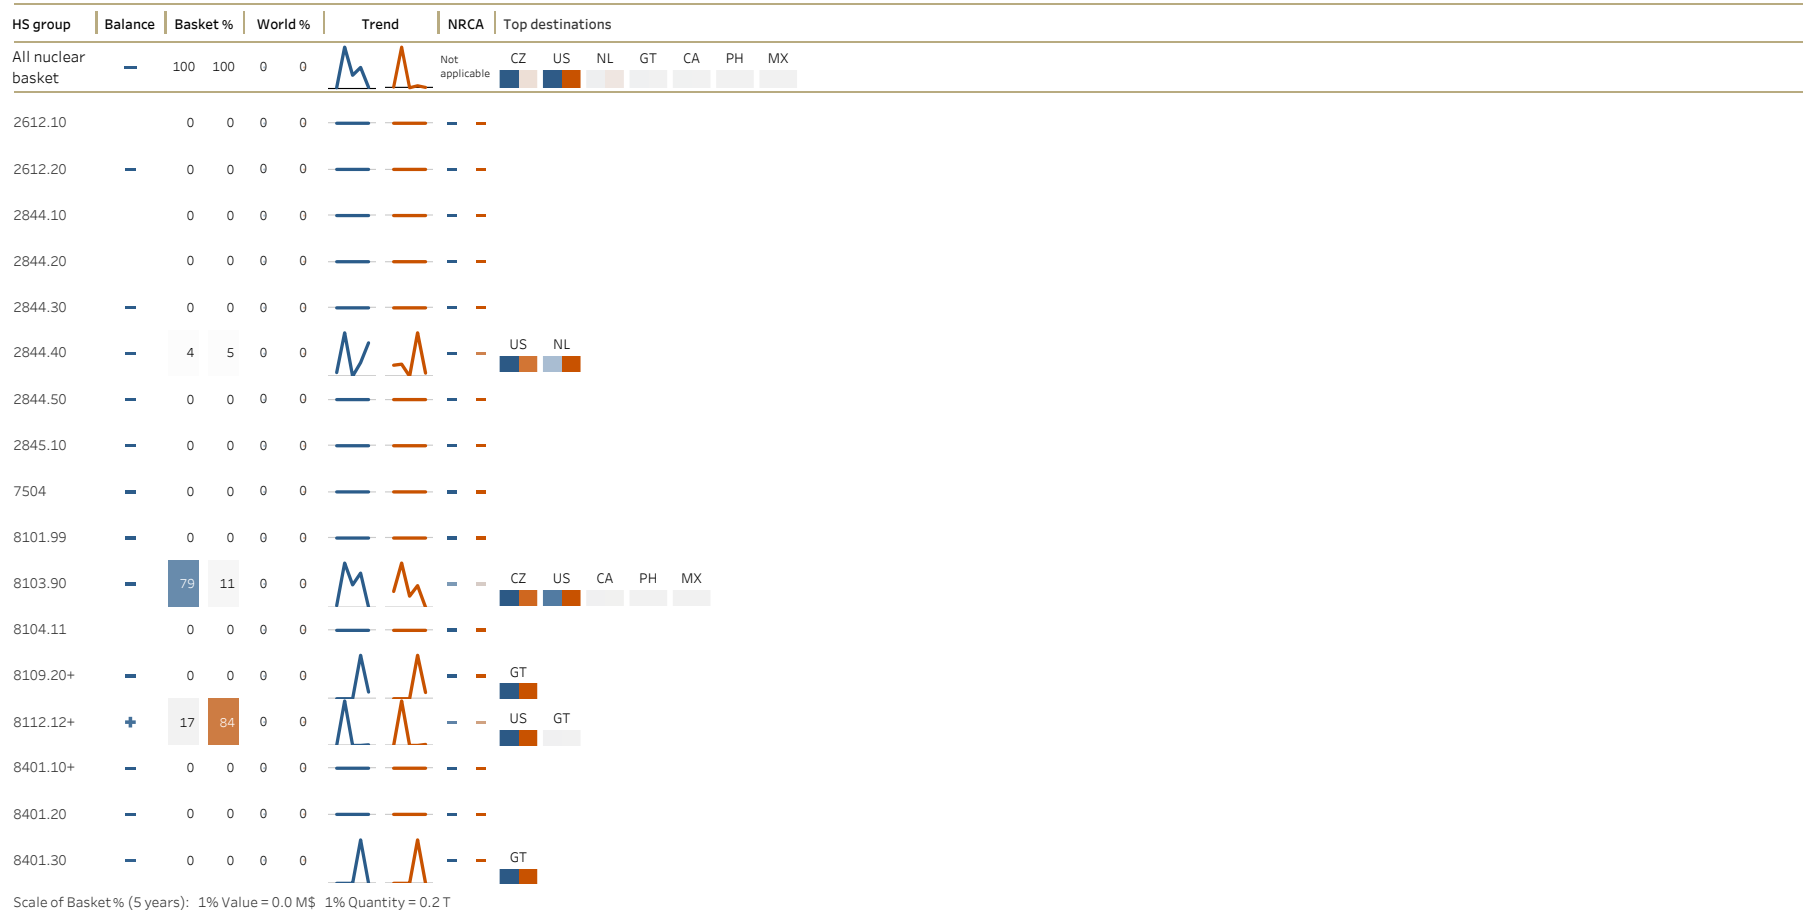 HS group Balance Basket % World % Trend NRCA Top destinations
All nuclear basket 100 100 0 0 Not applicable CZ US NL GT CA PH MX
2612.10 0 0 0 0
2612.20 0 0 0 0
2844.10 0 0 0 0
2844.20 0 0 0 0
2844.30 0 0 0 0
2844.40 4 5 0 0 US NL
2844.50 0 0 0 0
2845.10 0 0 0 0
7504 0 0 0 0
8101.99 0 0 0 0
8103.90 79 11 0 0 CZ US CA PH MX
8104.11 0 0 0 0
8109.20+ 0 0 0 0 GT
8112.12+ 17 84 0 0 US GT
8401.10+ 0 0 0 0
8401.20 0 0 0 0
8401.30 0 0 0 0 GT
Scale of Basket% (5 years): 1% Value = 0.0 M$ 1% Quantity = 0.2 T